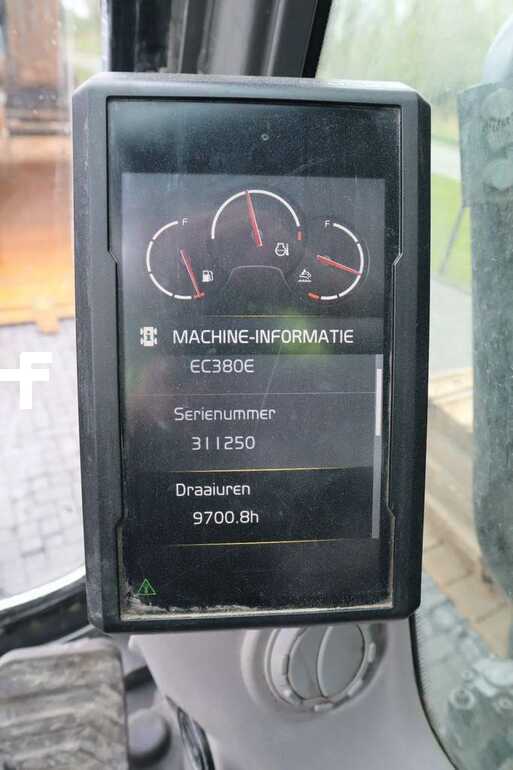 F
F
MACHINE-INFORMATIE
EC380E
Serienummer
311250
Draaiuren
9700.8h
F